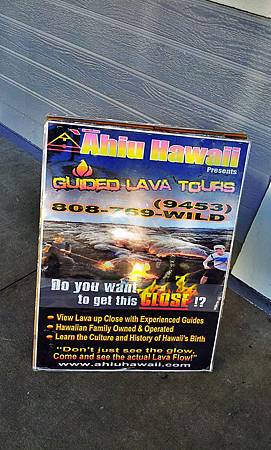 Ahiu Hawaii
Presents
GUIDED LAVA TOURS
(9453)
808-769-WILD
Do you want
to get this CLOSE !?
View Lava up Close with Experienced Guides
Hawaiian Family Owned & Operated
Learn the Culture and History of Hawaii's Birth
"Don't just see the glow,
Come and see the actual Lava Flow!"
www.ahiuhawaii.com